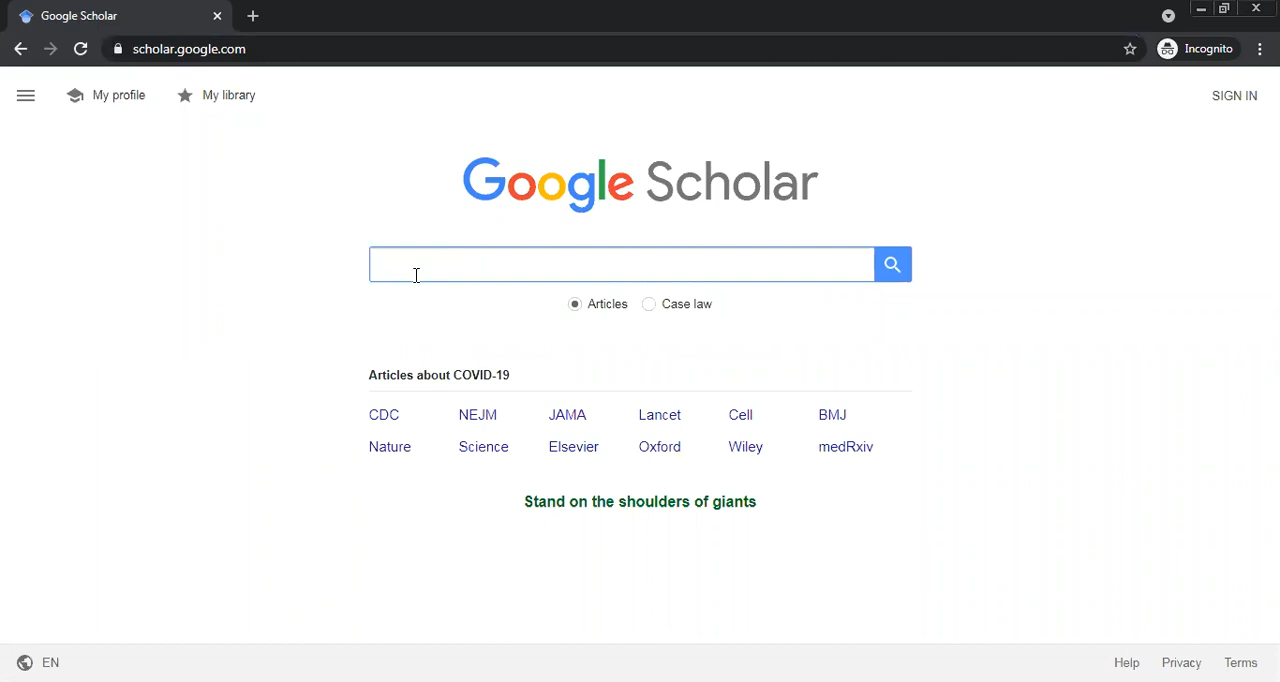 Google Scholar
scholar.google.com
Incognito
My profile
My library
SIGN IN
Google Scholar
Articles
Case law
Articles about COVID-19
CDC NEJM JAMA Lancet Cell BMJ
Nature Science Elsevier Oxford Wiley medRxiv
Stand on the shoulders of giants
EN
Help Privacy Terms